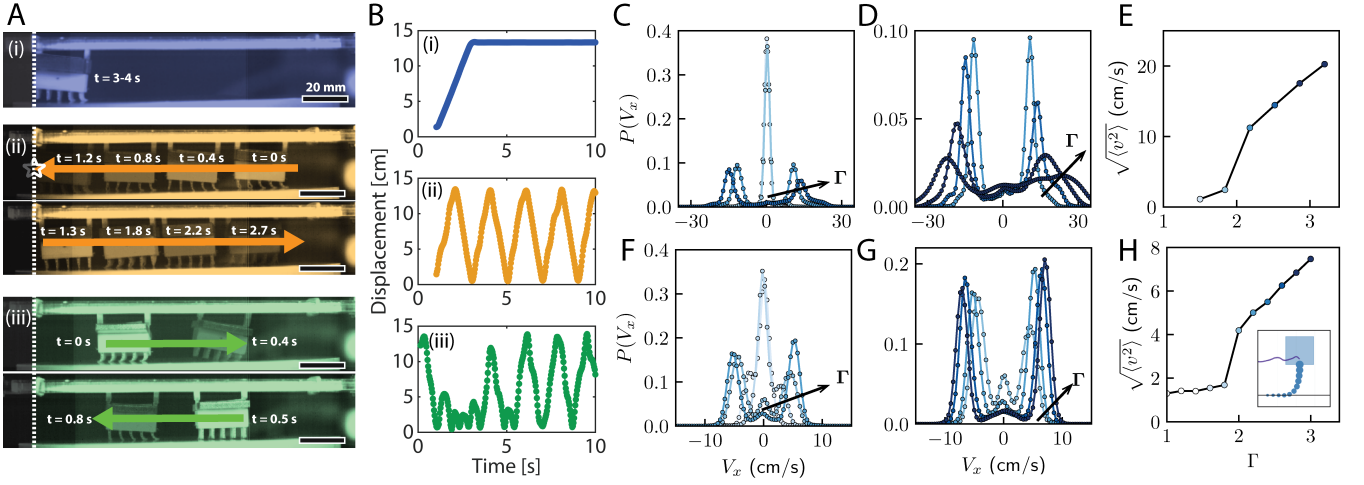 A
(i)
t = 3-4 s
20 mm
(ii)
t = 1.2 s
t = 0.8 s
t = 0.4 s
t = 0 s
t = 1.3 s
t = 1.8 s
t = 2.2 s
t = 2.7 s
(iii)
t = 0 s
t = 0.4 s
t = 0.8 s
t = 0.5 s
B
Displacement [cm]
(i)
15
10
5
0
0
5
10
(ii)
15
10
5
0
0
5
10
(iii)
15
10
5
0
0
5
10
Time [s]
C
P(Vₓ)
0.4
0.3
0.2
0.1
0.0
−30
0
30
Γ
D
0.10
0.05
0.00
−30
−15
0
15
30
Γ
E
√⟨v²⟩ (cm/s)
20
10
0
1
2
3
F
P(Vₓ)
0.4
0.3
0.2
0.1
0.0
−10
0
10
Γ
Vₓ (cm/s)
G
0.2
0.1
0.0
−10
0
10
Γ
Vₓ (cm/s)
H
√⟨v²⟩ (cm/s)
8
6
4
2
0
1
2
3
Γ